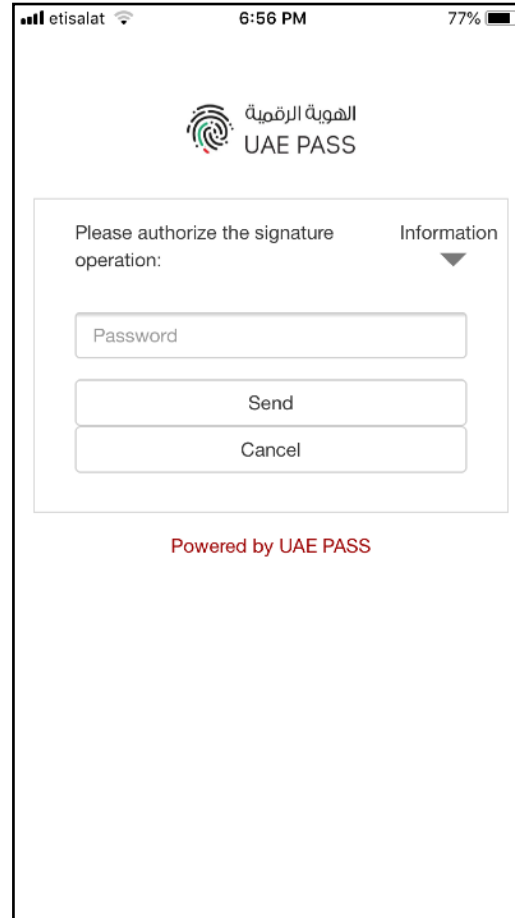 etisalat 6:56 PM 77%
الهوية الرقمية
UAE PASS
Please authorize the signature Information
operation:
Password
Send
Cancel
Powered by UAE PASS